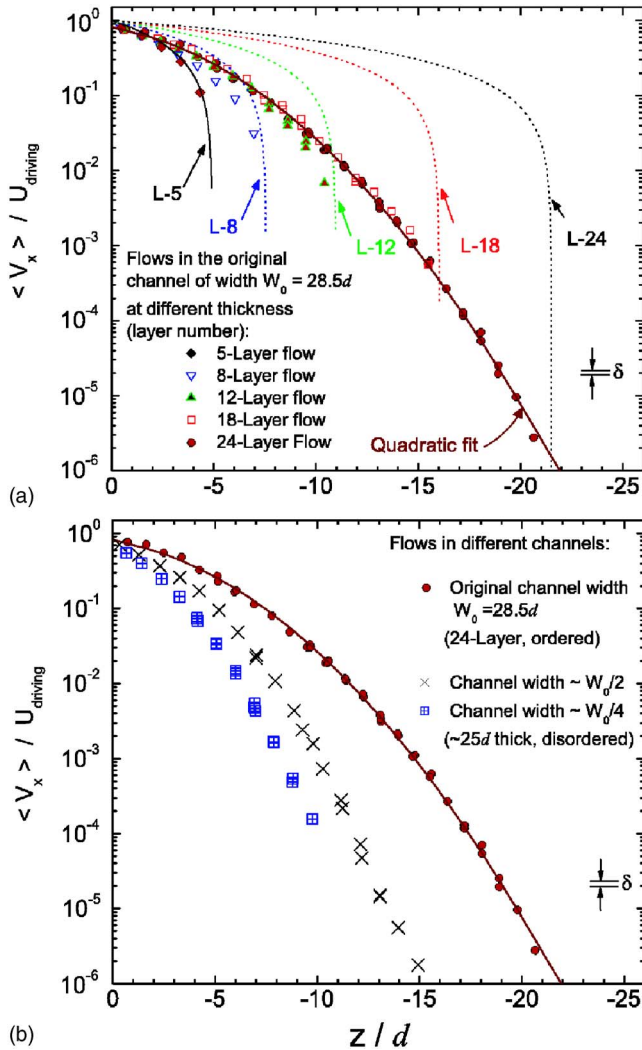 10^0
10^-1
10^-2
10^-3
10^-4
10^-5
10^-6
< V_x > / U_driving
L-5
L-8
L-12
L-18
L-24
Flows in the original
channel of width W_0 = 28.5d
at different thickness
(layer number):
5-Layer flow
8-Layer flow
12-Layer flow
18-Layer flow
24-Layer Flow
δ
Quadratic fit
(a)
0 -5 -10 -15 -20 -25
10^0
10^-1
10^-2
10^-3
10^-4
10^-5
10^-6
< V_x > / U_driving
Flows in different channels:
Original channel width
W_0 =28.5d
(24-Layer, ordered)
Channel width ~ W_0/2
Channel width ~ W_0/4
(~25d thick, disordered)
δ
0 -5 -10 -15 -20 -25
(b)
z / d